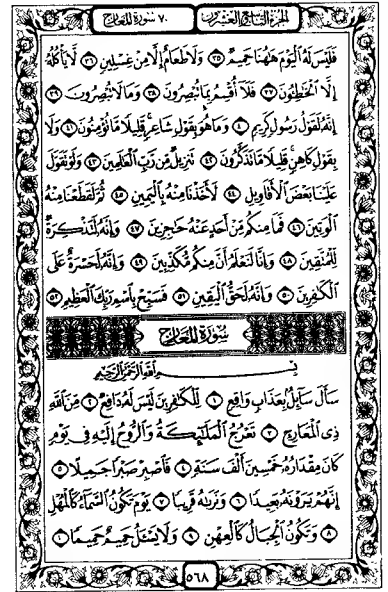 الجزء التاسع العشرون
٧٠ سورة المعارج
فَلَيْسَ لَهُ الْيَوْمَ هَهُنَا حَمِيمٌ ٣٥ وَلَا طَعَامٌ إِلَّا مِنْ غِسْلِينٍ ٣٦ لَّا يَأْكُلُهُ
إِلَّا الْخَاطِئُونَ ٣٧ فَلَا أُقْسِمُ بِمَا تُبْصِرُونَ ٣٨ وَمَا لَا تُبْصِرُونَ ٣٩
إِنَّهُ لَقَوْلُ رَسُولٍ كَرِيمٍ ٤٠ وَمَا هُوَ بِقَوْلِ شَاعِرٍ قَلِيلًا مَّا تُؤْمِنُونَ ٤١ وَلَا
بِقَوْلِ كَاهِنٍ قَلِيلًا مَّا تَذَكَّرُونَ ٤٢ تَنزِيلٌ مِّن رَّبِّ الْعَالَمِينَ ٤٣ وَلَوْ تَقَوَّلَ
عَلَيْنَا بَعْضَ الْأَقَاوِيلِ ٤٤ لَأَخَذْنَا مِنْهُ بِالْيَمِينِ ٤٥ ثُمَّ لَقَطَعْنَا مِنْهُ
الْوَتِينَ ٤٦ فَمَا مِنكُم مِّنْ أَحَدٍ عَنْهُ حَاجِزِينَ ٤٧ وَإِنَّهُ لَتَذْكِرَةٌ
لِّلْمُتَّقِينَ ٤٨ وَإِنَّا لَنَعْلَمُ أَنَّ مِنكُم مُّكَذِّبِينَ ٤٩ وَإِنَّهُ لَحَسْرَةٌ عَلَى
الْكَافِرِينَ ٥٠ وَإِنَّهُ لَحَقُّ الْيَقِينِ ٥١ فَسَبِّحْ بِاسْمِ رَبِّكَ الْعَظِيمِ ٥٢
سورة المعارج
بِسْمِ اللَّهِ الرَّحْمَٰنِ الرَّحِيمِ
سَأَلَ سَائِلٌ بِعَذَابٍ وَاقِعٍ ١ لِّلْكَافِرِينَ لَيْسَ لَهُ دَافِعٌ ٢ مِّنَ اللَّهِ
ذِي الْمَعَارِجِ ٣ تَعْرُجُ الْمَلَائِكَةُ وَالرُّوحُ إِلَيْهِ فِي يَوْمٍ
كَانَ مِقْدَارُهُ خَمْسِينَ أَلْفَ سَنَةٍ ٤ فَاصْبِرْ صَبْرًا جَمِيلًا ٥
إِنَّهُمْ يَرَوْنَهُ بَعِيدًا ٦ وَنَرَاهُ قَرِيبًا ٧ يَوْمَ تَكُونُ السَّمَاءُ كَالْمُهْلِ
٨ وَتَكُونُ الْجِبَالُ كَالْعِهْنِ ٩ وَلَا يَسْأَلُ حَمِيمٌ حَمِيمًا ١٠
٥٦٨